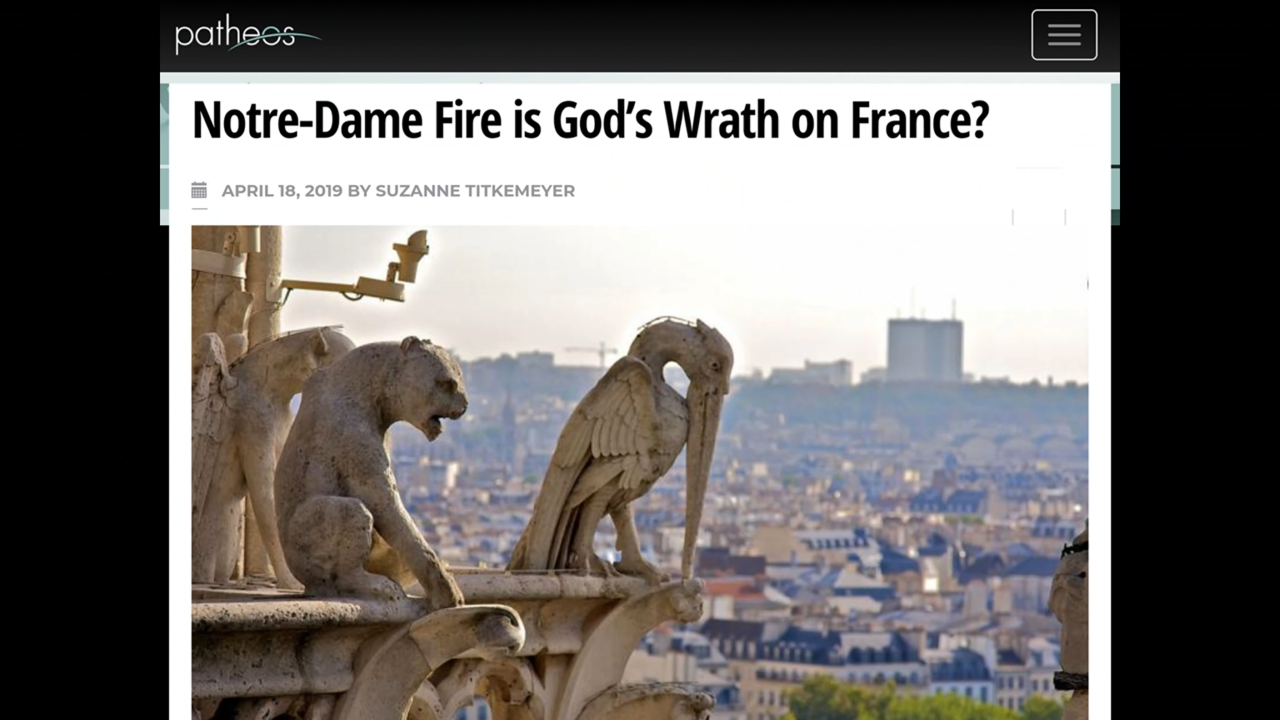 patheos
Notre-Dame Fire is God’s Wrath on France?
APRIL 18, 2019 BY SUZANNE TITKEMEYER